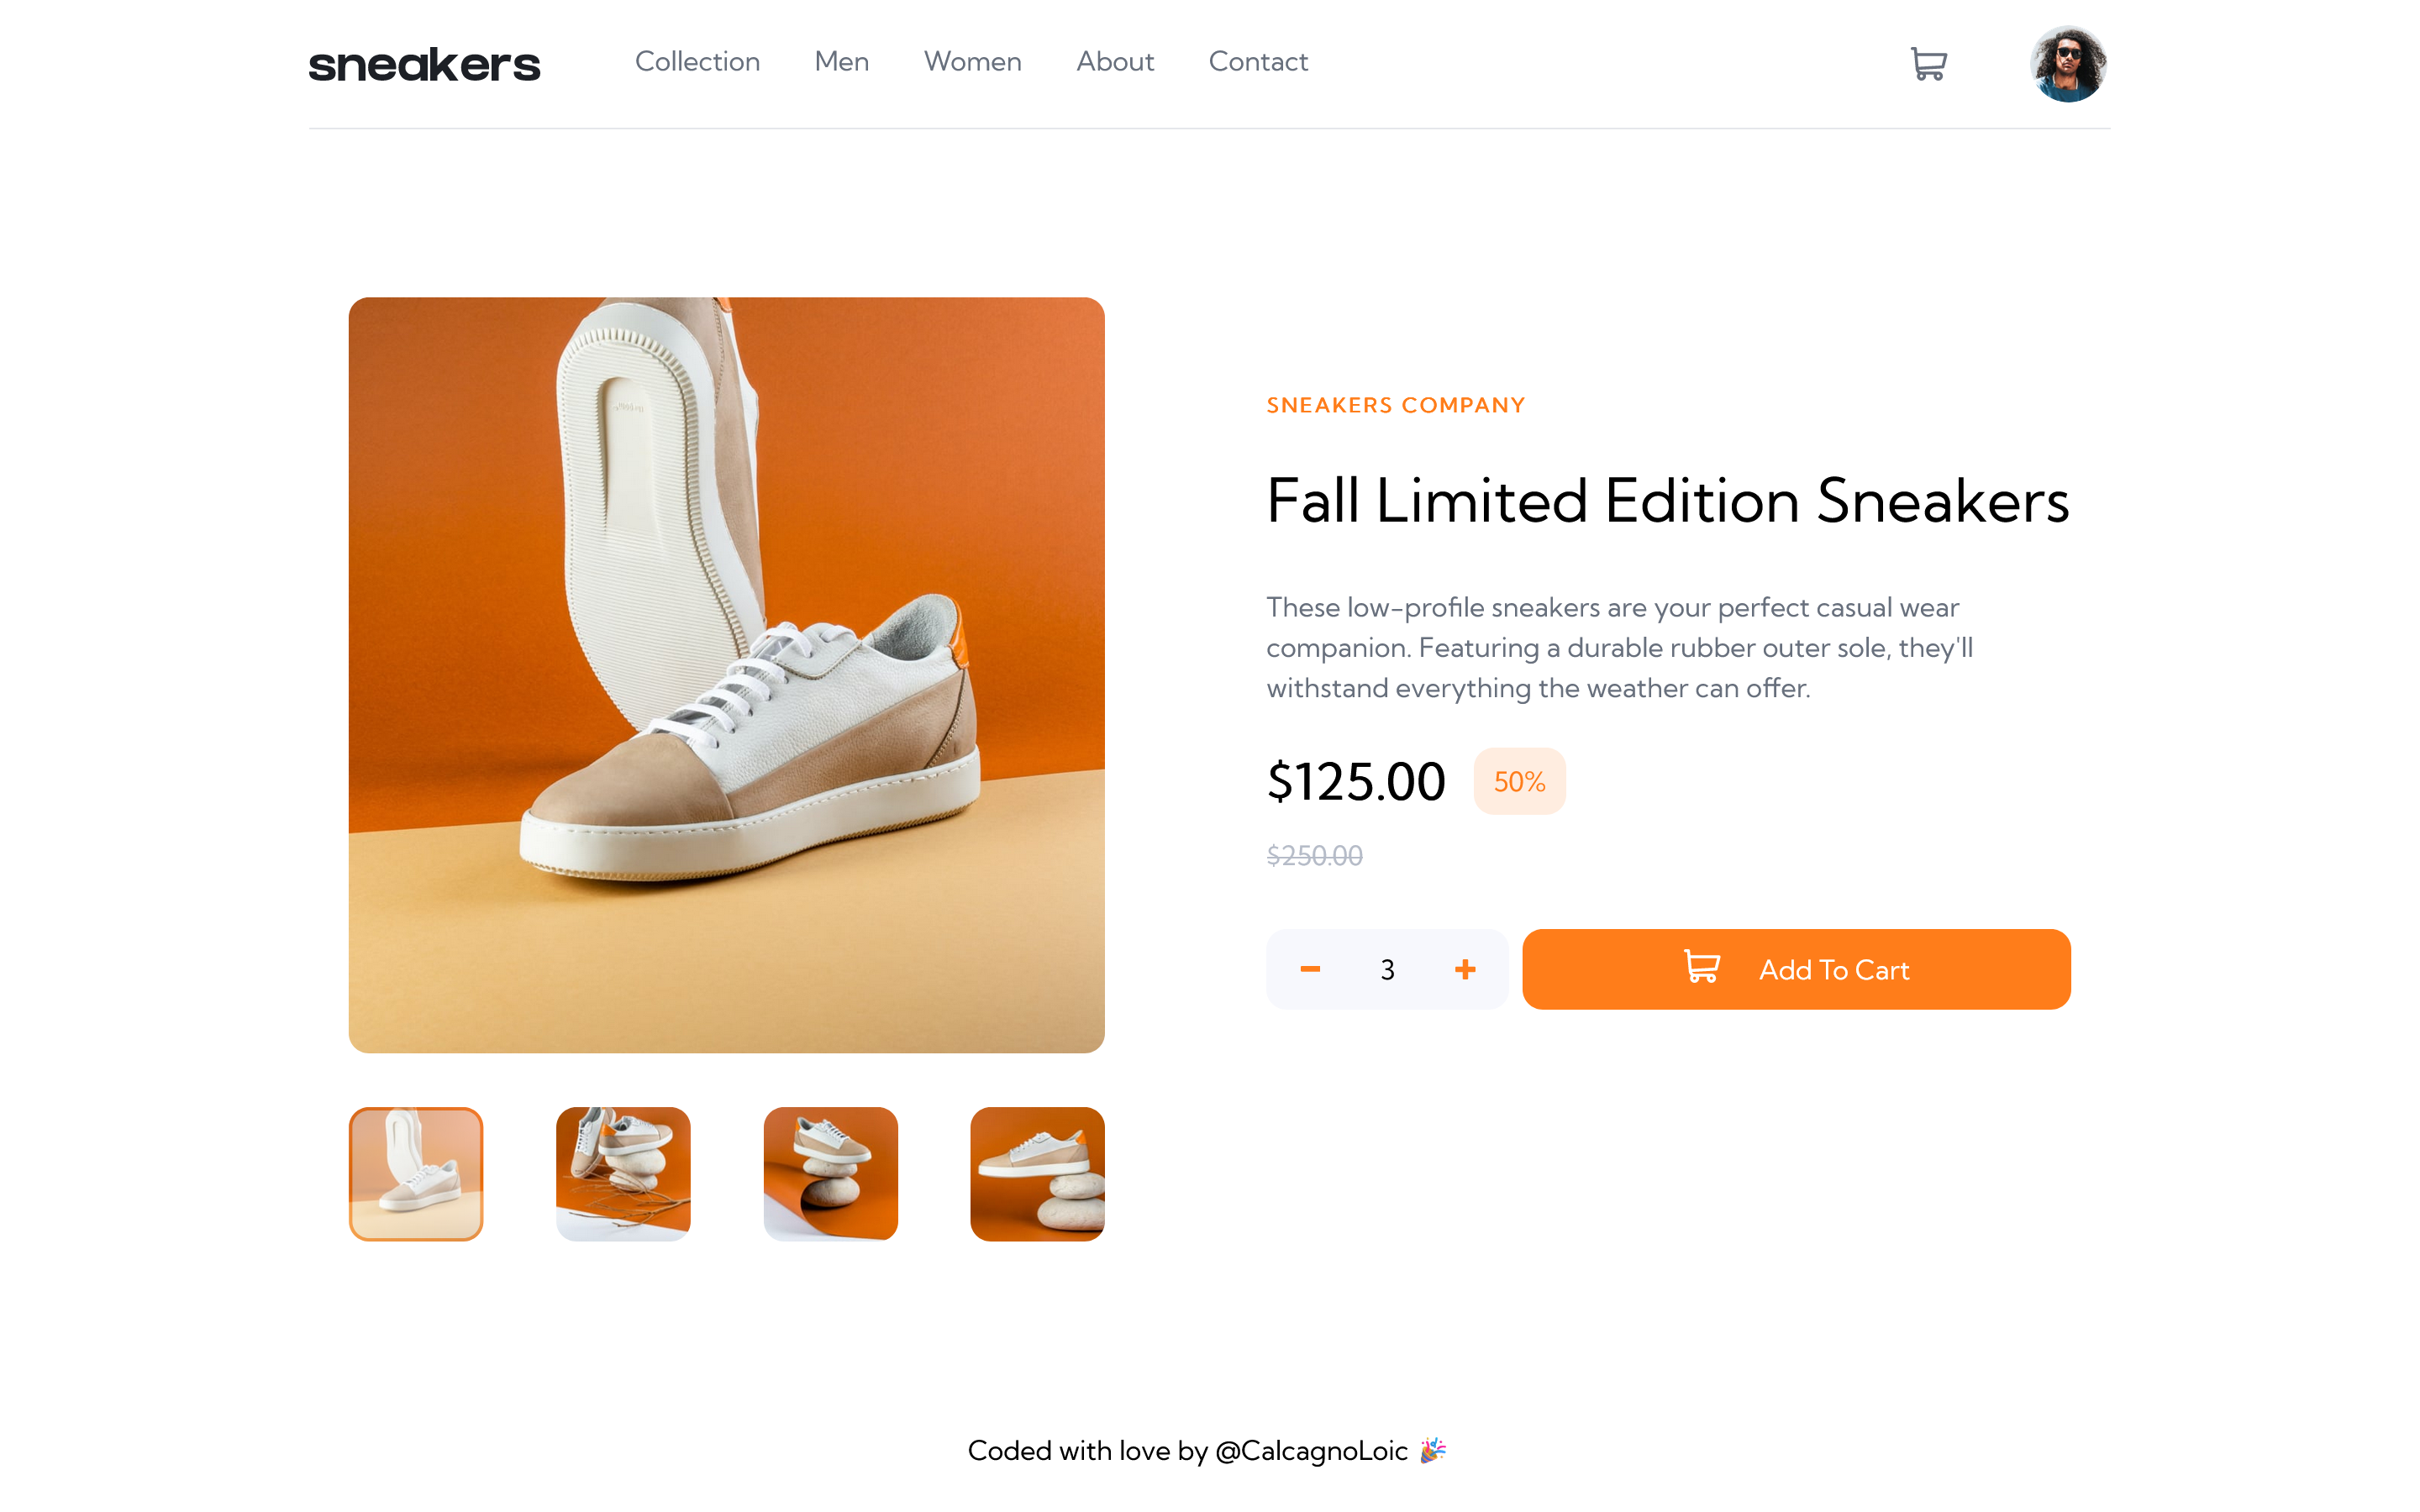 sneakers
Collection Men Women About Contact
SNEAKERS COMPANY
Fall Limited Edition Sneakers
These low-profile sneakers are your perfect casual wear
companion. Featuring a durable rubber outer sole, they'll
withstand everything the weather can offer.
$125.00 50%
$250.00
3 Add To Cart
Coded with love by @CalcagnoLoic 🎉